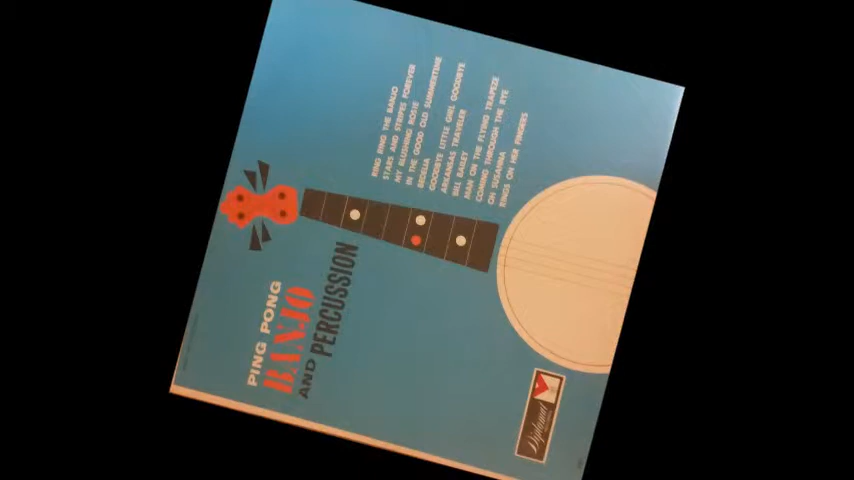 PING PONG
BANJO
AND PERCUSSION
RING RING THE BANJO
STARS AND STRIPES FOREVER
MY BLUSHING ROSIE
IN THE GOOD OLD SUMMERTIME
BEDELIA
GOODBYE LITTLE GIRL GOODBYE
ARKANSAS TRAVELER
BILL BAILEY
MAN ON THE FLYING TRAPEZE
COMING THROUGH THE RYE
OH SUSANNA
RINGS ON HER FINGERS
Diplomat